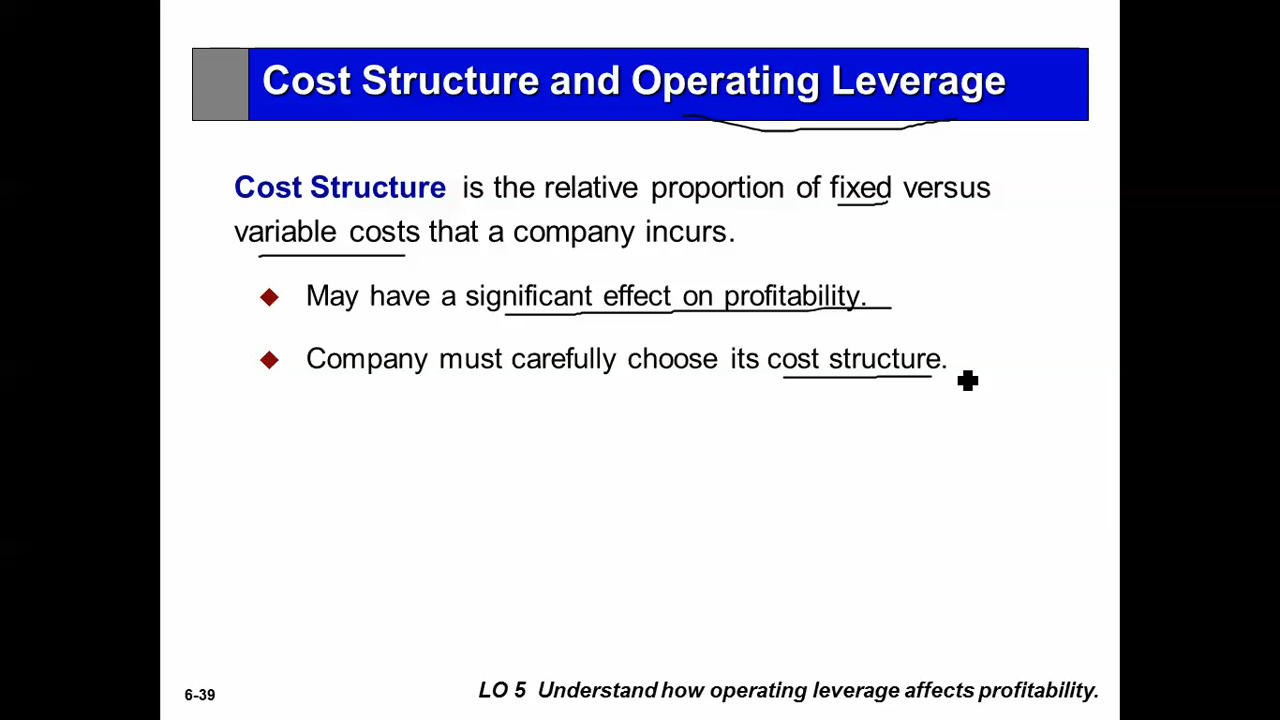 Cost Structure and Operating Leverage
Cost Structure is the relative proportion of fixed versus
variable costs that a company incurs.
May have a significant effect on profitability.
Company must carefully choose its cost structure.
6-39
LO 5 Understand how operating leverage affects profitability.